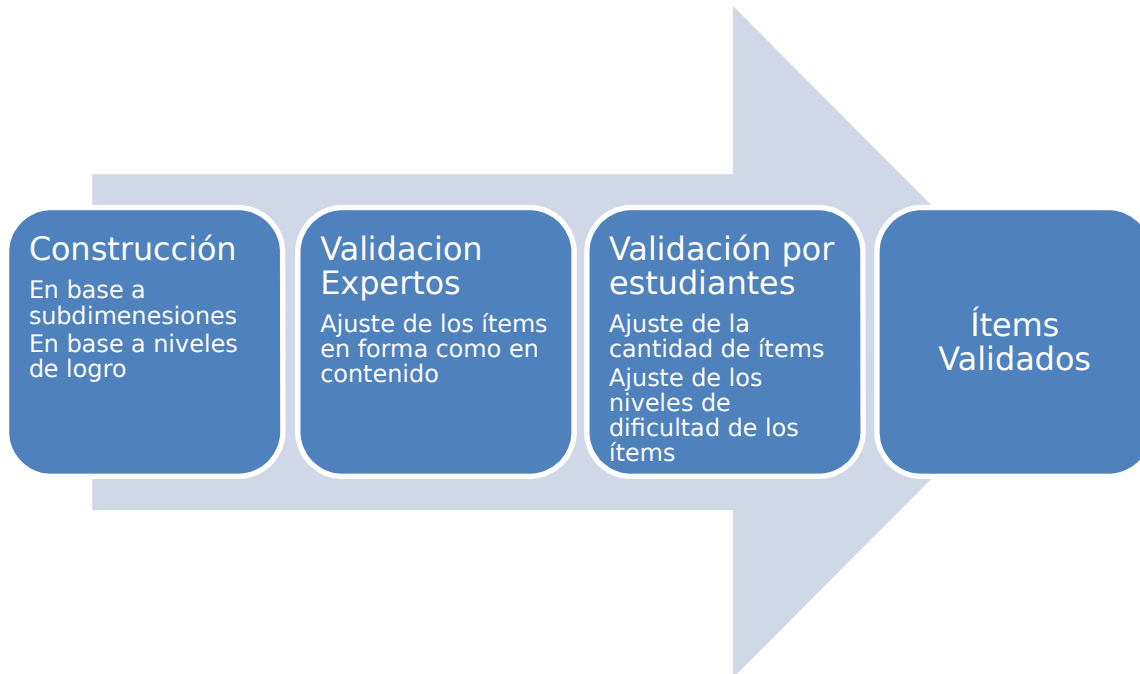 Construcción
En base a
subdimenesiones
En base a niveles
de logro
Validacion
Expertos
Ajuste de los ítems
en forma como en
contenido
Validación por
estudiantes
Ajuste de la
cantidad de ítems
Ajuste de los
niveles de
dificultad de los
ítems
Ítems
Validados